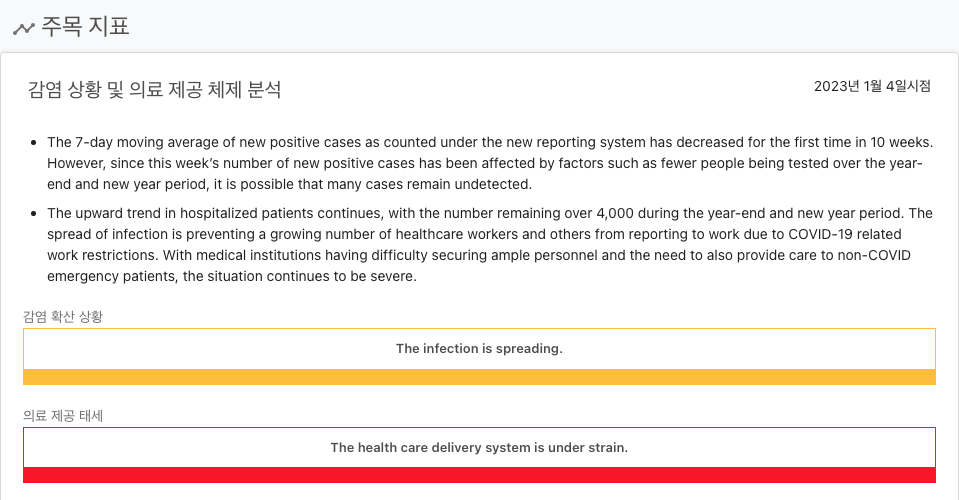 주목 지표
감염 상황 및 의료 제공 체제 분석
2023년 1월 4일시점
The 7-day moving average of new positive cases as counted under the new reporting system has decreased for the first time in 10 weeks.
However, since this week's number of new positive cases has been affected by factors such as fewer people being tested over the year-
end and new year period, it is possible that many cases remain undetected.
The upward trend in hospitalized patients continues, with the number remaining over 4,000 during the year-end and new year period. The
spread of infection is preventing a growing number of healthcare workers and others from reporting to work due to COVID-19 related
work restrictions. With medical institutions having difficulty securing ample personnel and the need to also provide care to non-COVID
emergency patients, the situation continues to be severe.
감염 확산 상황
The infection is spreading.
의료 제공 태세
The health care delivery system is under strain.